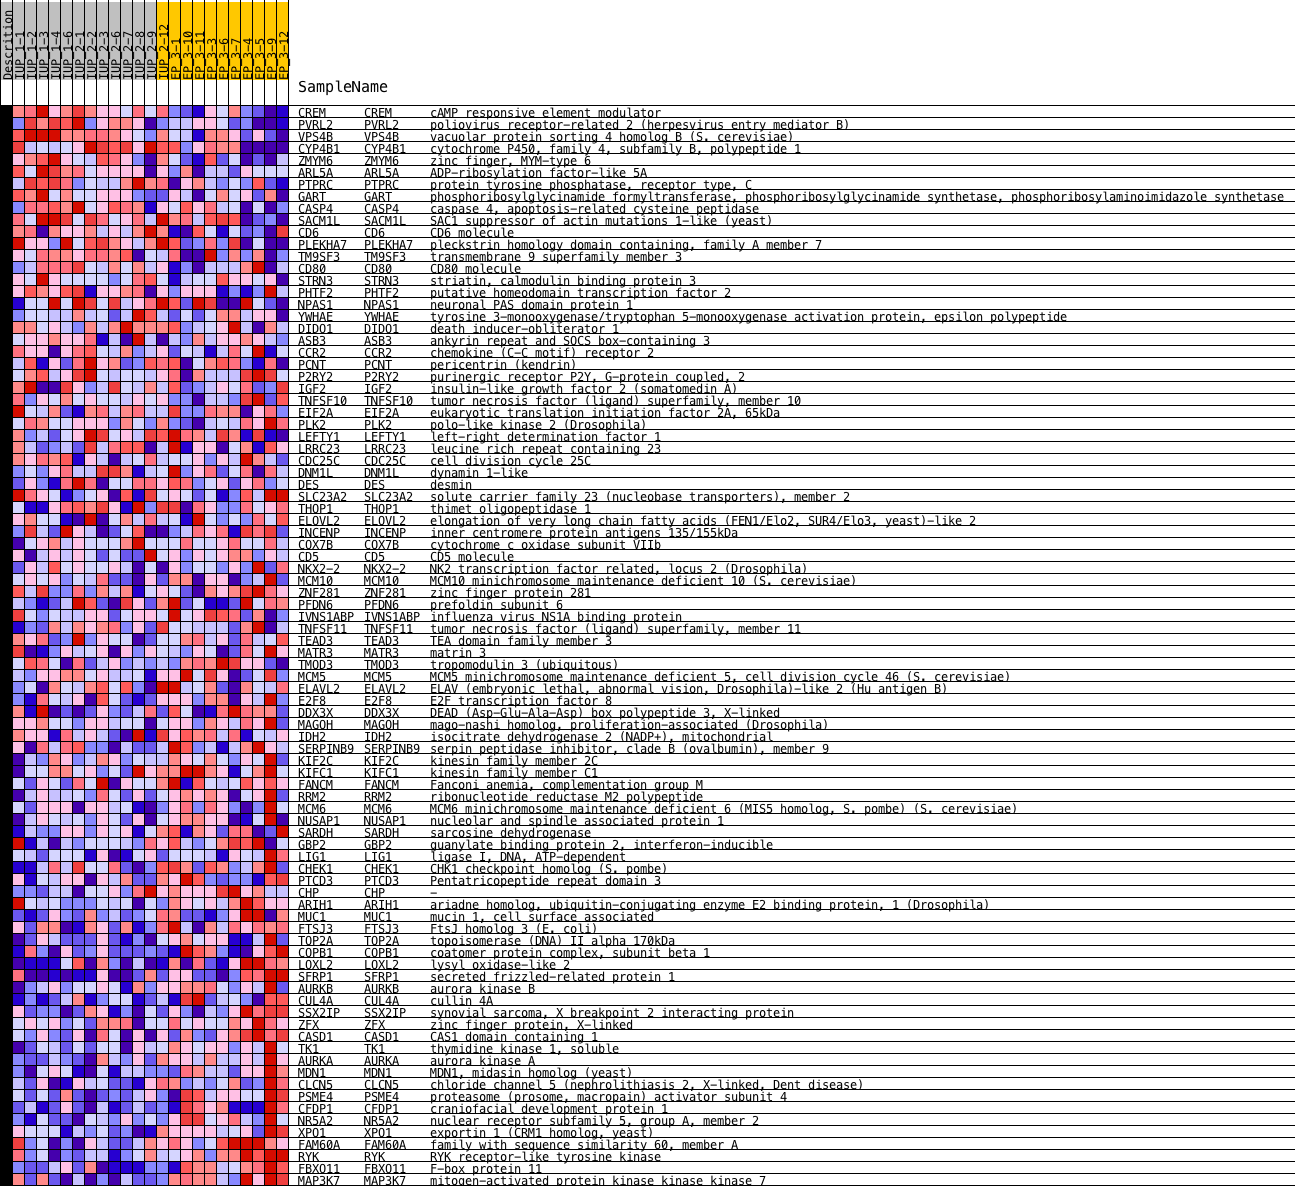 Descrition
IUP_1-1
IUP_1-2
IUP_1-3
IUP_1-4
IUP_1-6
IUP_2-1
IUP_2-2
IUP_2-3
IUP_2-6
IUP_2-7
IUP_2-8
IUP_2-9
IUP_2-12
EP_3-1
EP_3-10
EP_3-11
EP_3-3
EP_3-6
EP_3-7
EP_3-4
EP_3-5
EP_3-9
EP_3-12
SampleName
CREM CREM cAMP responsive element modulator
PVRL2 PVRL2 poliovirus receptor-related 2 (herpesvirus entry mediator B)
VPS4B VPS4B vacuolar protein sorting 4 homolog B (S. cerevisiae)
CYP4B1 CYP4B1 cytochrome P450, family 4, subfamily B, polypeptide 1
ZMYM6 ZMYM6 zinc finger, MYM-type 6
ARL5A ARL5A ADP-ribosylation factor-like 5A
PTPRC PTPRC protein tyrosine phosphatase, receptor type, C
GART GART phosphoribosylglycinamide formyltransferase, phosphoribosylglycinamide synthetase, phosphoribosylaminoimidazole synthetase
CASP4 CASP4 caspase 4, apoptosis-related cysteine peptidase
SACM1L SACM1L SAC1 suppressor of actin mutations 1-like (yeast)
CD6 CD6 CD6 molecule
PLEKHA7 PLEKHA7 pleckstrin homology domain containing, family A member 7
TM9SF3 TM9SF3 transmembrane 9 superfamily member 3
CD80 CD80 CD80 molecule
STRN3 STRN3 striatin, calmodulin binding protein 3
PHTF2 PHTF2 putative homeodomain transcription factor 2
NPAS1 NPAS1 neuronal PAS domain protein 1
YWHAE YWHAE tyrosine 3-monooxygenase/tryptophan 5-monooxygenase activation protein, epsilon polypeptide
DIDO1 DIDO1 death inducer-obliterator 1
ASB3 ASB3 ankyrin repeat and SOCS box-containing 3
CCR2 CCR2 chemokine (C-C motif) receptor 2
PCNT PCNT pericentrin (kendrin)
P2RY2 P2RY2 purinergic receptor P2Y, G-protein coupled, 2
IGF2 IGF2 insulin-like growth factor 2 (somatomedin A)
TNFSF10 TNFSF10 tumor necrosis factor (ligand) superfamily, member 10
EIF2A EIF2A eukaryotic translation initiation factor 2A, 65kDa
PLK2 PLK2 polo-like kinase 2 (Drosophila)
LEFTY1 LEFTY1 left-right determination factor 1
LRRC23 LRRC23 leucine rich repeat containing 23
CDC25C CDC25C cell division cycle 25C
DNM1L DNM1L dynamin 1-like
DES DES desmin
SLC23A2 SLC23A2 solute carrier family 23 (nucleobase transporters), member 2
THOP1 THOP1 thimet oligopeptidase 1
ELOVL2 ELOVL2 elongation of very long chain fatty acids (FEN1/Elo2, SUR4/Elo3, yeast)-like 2
INCENP INCENP inner centromere protein antigens 135/155kDa
COX7B COX7B cytochrome c oxidase subunit VIIb
CD5 CD5 CD5 molecule
NKX2-2 NKX2-2 NK2 transcription factor related, locus 2 (Drosophila)
MCM10 MCM10 MCM10 minichromosome maintenance deficient 10 (S. cerevisiae)
ZNF281 ZNF281 zinc finger protein 281
PFDN6 PFDN6 prefoldin subunit 6
IVNS1ABP IVNS1ABP influenza virus NS1A binding protein
TNFSF11 TNFSF11 tumor necrosis factor (ligand) superfamily, member 11
TEAD3 TEAD3 TEA domain family member 3
MATR3 MATR3 matrin 3
TMOD3 TMOD3 tropomodulin 3 (ubiquitous)
MCM5 MCM5 MCM5 minichromosome maintenance deficient 5, cell division cycle 46 (S. cerevisiae)
ELAVL2 ELAVL2 ELAV (embryonic lethal, abnormal vision, Drosophila)-like 2 (Hu antigen B)
E2F8 E2F8 E2F transcription factor 8
DDX3X DDX3X DEAD (Asp-Glu-Ala-Asp) box polypeptide 3, X-linked
MAGOH MAGOH mago-nashi homolog, proliferation-associated (Drosophila)
IDH2 IDH2 isocitrate dehydrogenase 2 (NADP+), mitochondrial
SERPINB9 SERPINB9 serpin peptidase inhibitor, clade B (ovalbumin), member 9
KIF2C KIF2C kinesin family member 2C
KIFC1 KIFC1 kinesin family member C1
FANCM FANCM Fanconi anemia, complementation group M
RRM2 RRM2 ribonucleotide reductase M2 polypeptide
MCM6 MCM6 MCM6 minichromosome maintenance deficient 6 (MIS5 homolog, S. pombe) (S. cerevisiae)
NUSAP1 NUSAP1 nucleolar and spindle associated protein 1
SARDH SARDH sarcosine dehydrogenase
GBP2 GBP2 guanylate binding protein 2, interferon-inducible
LIG1 LIG1 ligase I, DNA, ATP-dependent
CHEK1 CHEK1 CHK1 checkpoint homolog (S. pombe)
PTCD3 PTCD3 Pentatricopeptide repeat domain 3
CHP CHP -
ARIH1 ARIH1 ariadne homolog, ubiquitin-conjugating enzyme E2 binding protein, 1 (Drosophila)
MUC1 MUC1 mucin 1, cell surface associated
FTSJ3 FTSJ3 FtsJ homolog 3 (E. coli)
TOP2A TOP2A topoisomerase (DNA) II alpha 170kDa
COPB1 COPB1 coatomer protein complex, subunit beta 1
LOXL2 LOXL2 lysyl oxidase-like 2
SFRP1 SFRP1 secreted frizzled-related protein 1
AURKB AURKB aurora kinase B
CUL4A CUL4A cullin 4A
SSX2IP SSX2IP synovial sarcoma, X breakpoint 2 interacting protein
ZFX ZFX zinc finger protein, X-linked
CASD1 CASD1 CAS1 domain containing 1
TK1 TK1 thymidine kinase 1, soluble
AURKA AURKA aurora kinase A
MDN1 MDN1 MDN1, midasin homolog (yeast)
CLCN5 CLCN5 chloride channel 5 (nephrolithiasis 2, X-linked, Dent disease)
PSME4 PSME4 proteasome (prosome, macropain) activator subunit 4
CFDP1 CFDP1 craniofacial development protein 1
NR5A2 NR5A2 nuclear receptor subfamily 5, group A, member 2
XPO1 XPO1 exportin 1 (CRM1 homolog, yeast)
FAM60A FAM60A family with sequence similarity 60, member A
RYK RYK RYK receptor-like tyrosine kinase
FBXO11 FBXO11 F-box protein 11
MAP3K7 MAP3K7 mitogen-activated protein kinase kinase kinase 7